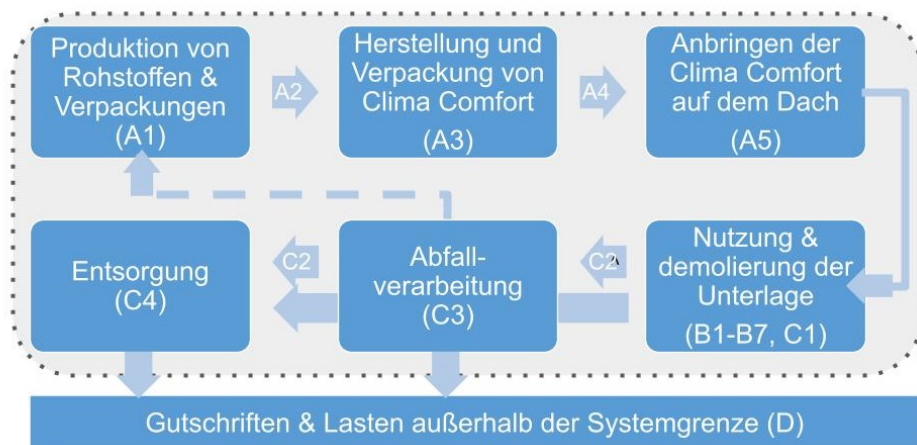 Produktion von
Rohstoffen &
Verpackungen
(A1)
A2
Herstellung und
Verpackung von
Clima Comfort
(A3)
A4
Anbringen der
Clima Comfort
auf dem Dach
(A5)
Entsorgung
(C4)
C2
Abfall-
verarbeitung
(C3)
C2
A
Nutzung &
demolierung der
Unterlage
(B1-B7, C1)
Gutschriften & Lasten außerhalb der Systemgrenze (D)